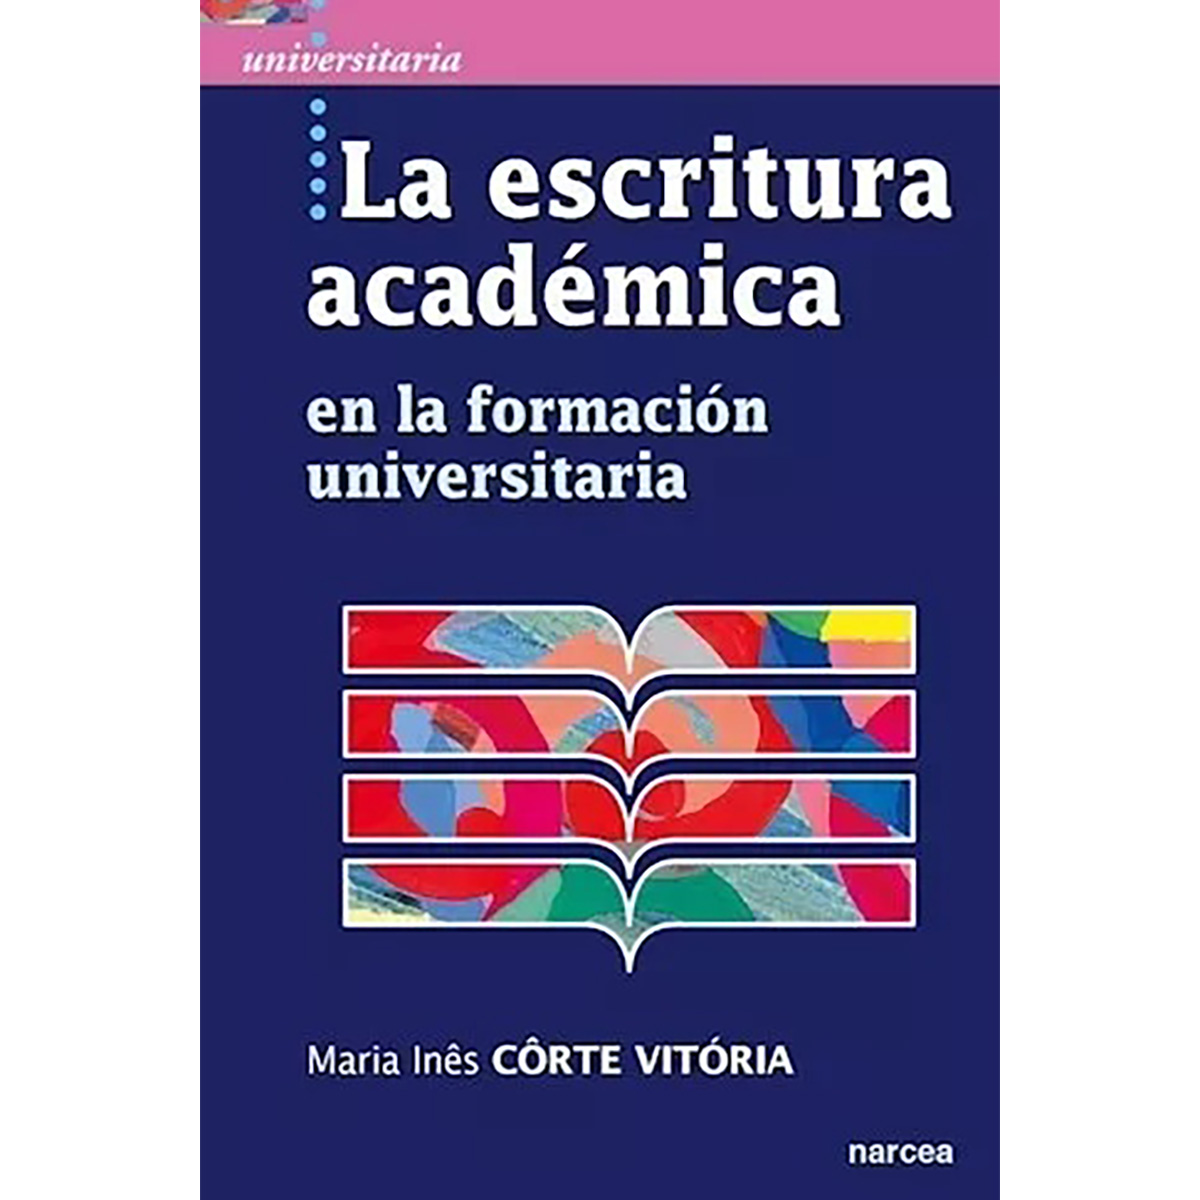 universitaria
La escritura
académica
en la formación
universitaria
Maria Inês CÔRTE VITÓRIA
narcea